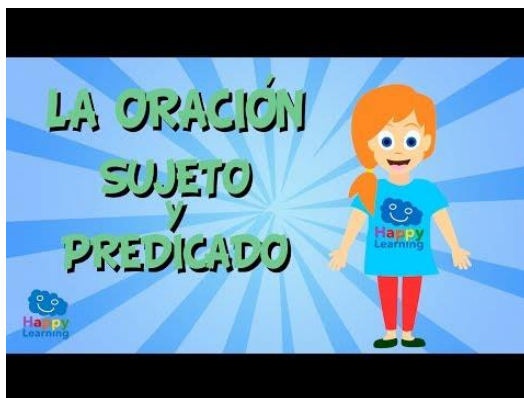 LA ORACIÓN
SUJETO
y
PREDICADO
Happy
Learning
Happy
Learning